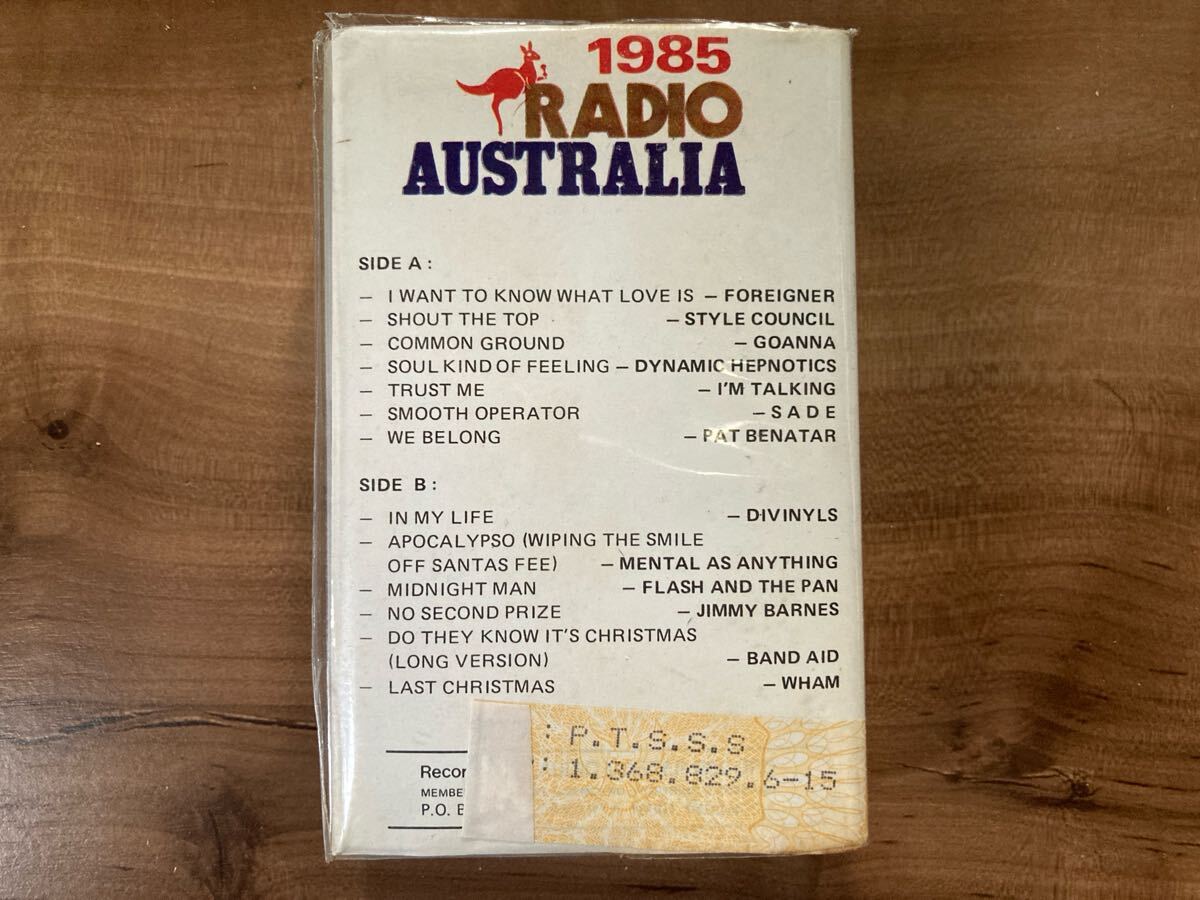 1985
RADIO
AUSTRALIA
SIDE A :
– I WANT TO KNOW WHAT LOVE IS – FOREIGNER
– SHOUT THE TOP – STYLE COUNCIL
– COMMON GROUND – GOANNA
– SOUL KIND OF FEELING – DYNAMIC HEPNOTICS
– TRUST ME – I'M TALKING
– SMOOTH OPERATOR – S A D E
– WE BELONG – PAT BENATAR
SIDE B :
– IN MY LIFE – DIVINYLS
– APOCALYPSO (WIPING THE SMILE
OFF SANTAS FEE) – MENTAL AS ANYTHING
– MIDNIGHT MAN – FLASH AND THE PAN
– NO SECOND PRIZE – JIMMY BARNES
– DO THEY KNOW IT'S CHRISTMAS
(LONG VERSION) – BAND AID
– LAST CHRISTMAS – WHAM
: P.T.S.S.S
: 1.368.829.6-15
P.O.